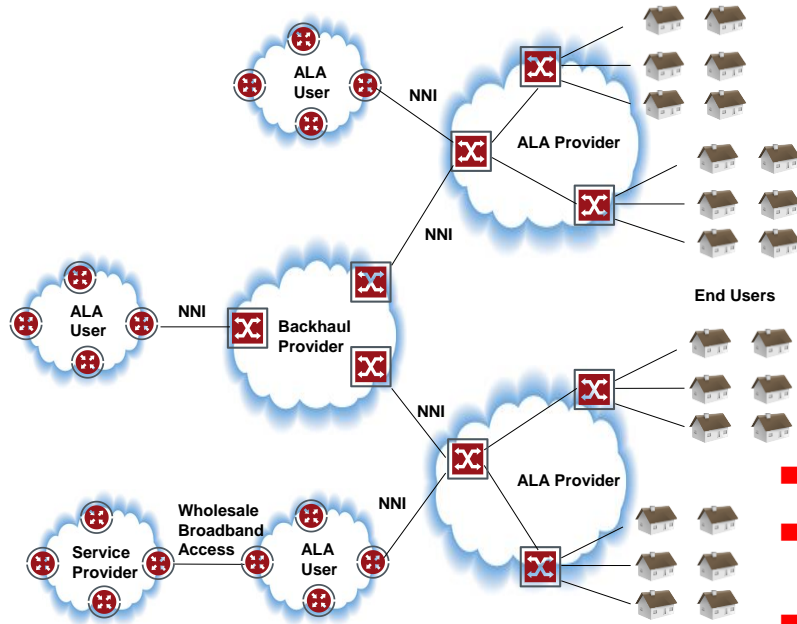 ALA
User
NNI
ALA Provider
NNI
End Users
ALA
User
NNI
Backhaul
Provider
NNI
ALA Provider
NNI
Wholesale
Broadband
Access
Service
Provider
ALA
User